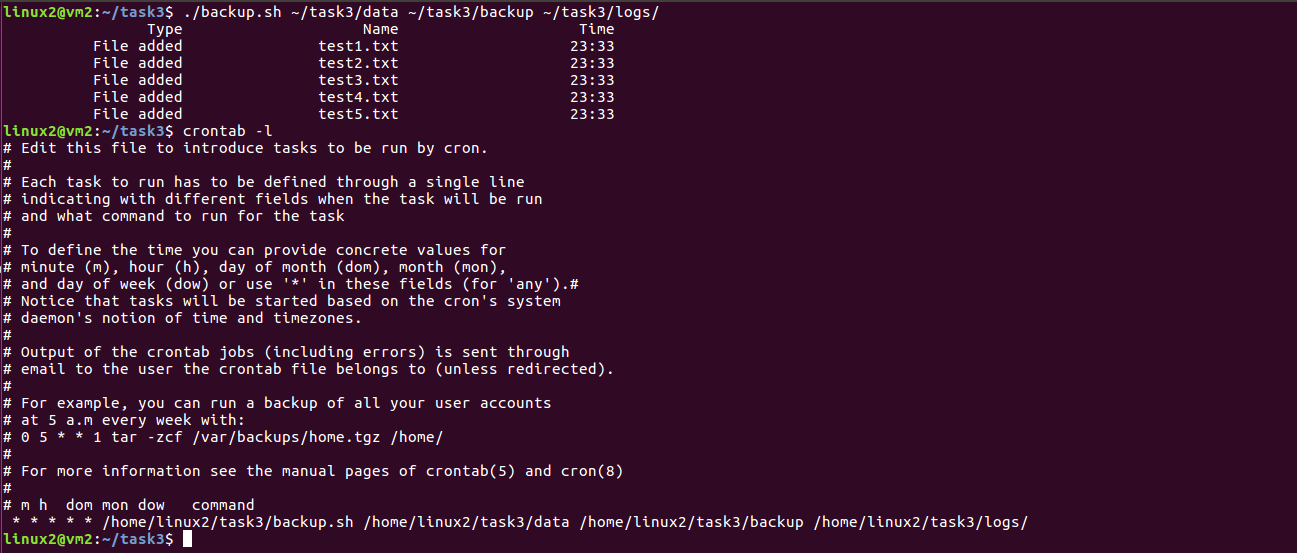 linux2@vm2:~/task3$ ./backup.sh ~/task3/data ~/task3/backup ~/task3/logs/
Type Name Time
File added test1.txt 23:33
File added test2.txt 23:33
File added test3.txt 23:33
File added test4.txt 23:33
File added test5.txt 23:33
linux2@vm2:~/task3$ crontab -l
# Edit this file to introduce tasks to be run by cron.
#
# Each task to run has to be defined through a single line
# indicating with different fields when the task will be run
# and what command to run for the task
#
# To define the time you can provide concrete values for
# minute (m), hour (h), day of month (dom), month (mon),
# and day of week (dow) or use '*' in these fields (for 'any').#
# Notice that tasks will be started based on the cron's system
# daemon's notion of time and timezones.
#
# Output of the crontab jobs (including errors) is sent through
# email to the user the crontab file belongs to (unless redirected).
#
# For example, you can run a backup of all your user accounts
# at 5 a.m every week with:
# 0 5 * * 1 tar -zcf /var/backups/home.tgz /home/
#
# For more information see the manual pages of crontab(5) and cron(8)
#
# m h  dom mon dow   command
 * * * * * /home/linux2/task3/backup.sh /home/linux2/task3/data /home/linux2/task3/backup /home/linux2/task3/logs/
linux2@vm2:~/task3$